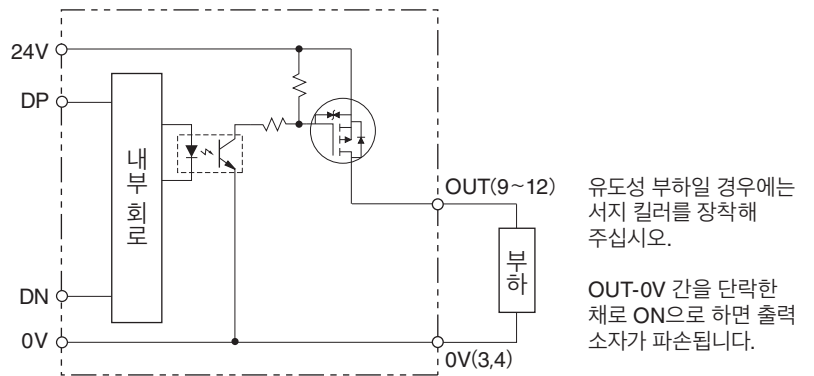 24V
DP
내부 회로
DN
0V
OUT(9~12)
부하
0V(3,4)
유도성 부하일 경우에는
서지 킬러를 장착해
주십시오.
OUT-0V 간을 단락한
채로 ON으로 하면 출력
소자가 파손됩니다.